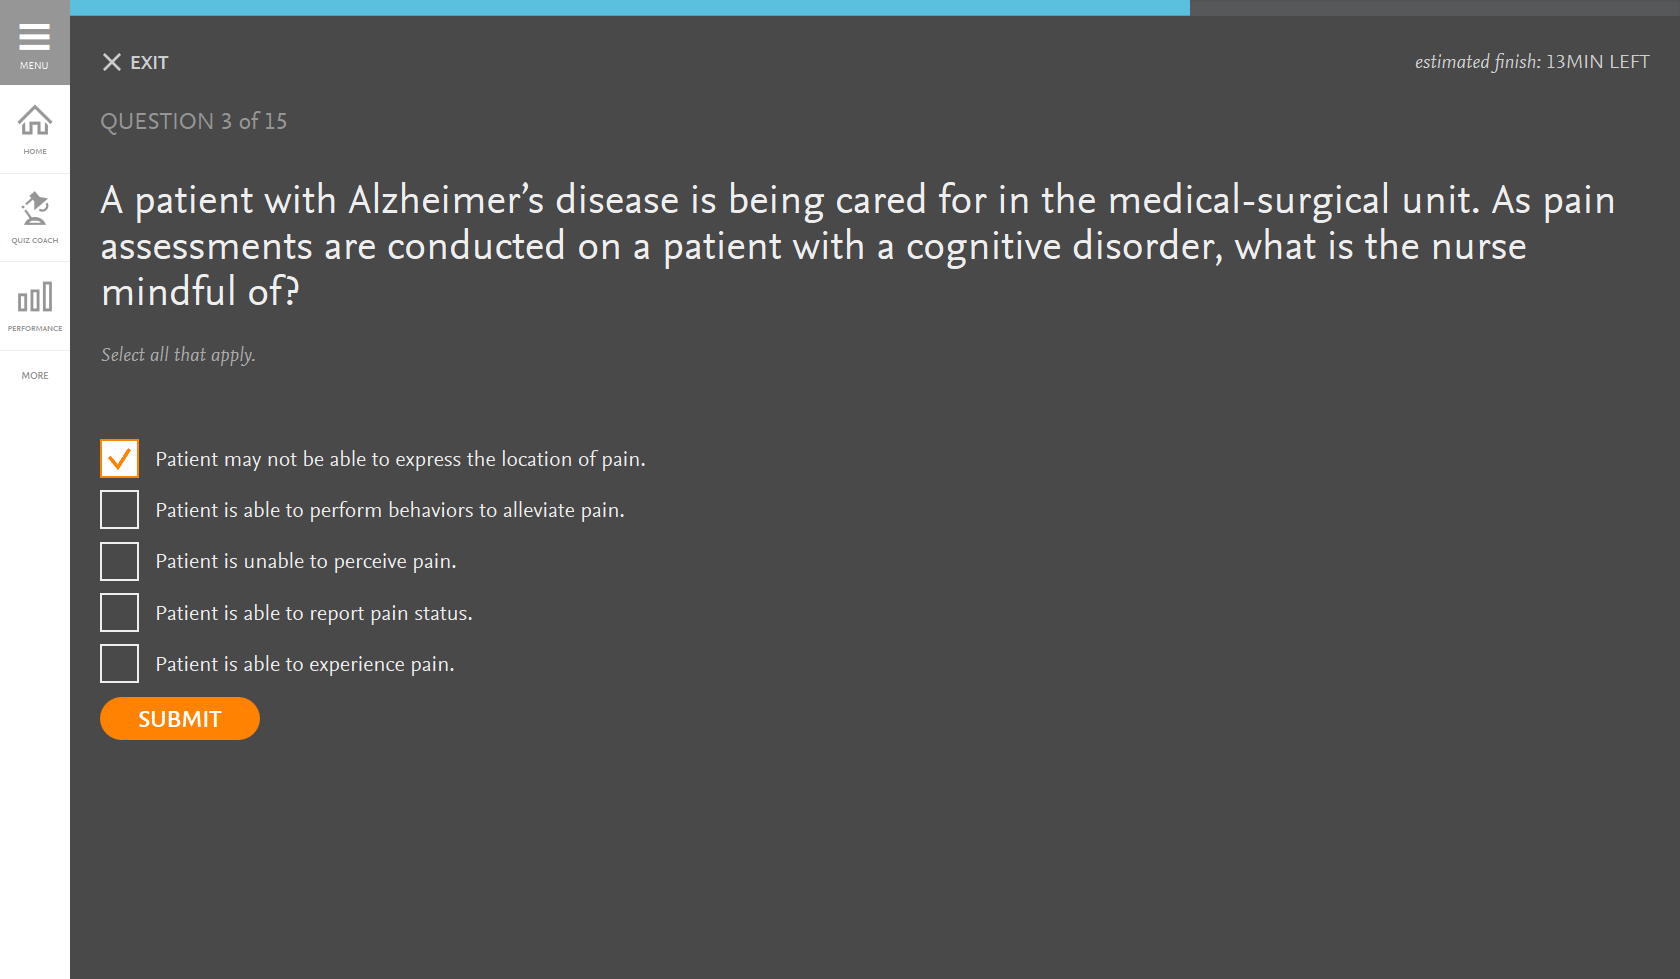 MENU
EXIT
estimated finish: 13MIN LEFT
HOME
QUIZ COACH
PERFORMANCE
MORE
QUESTION 3 of 15
A patient with Alzheimer’s disease is being cared for in the medical-surgical unit. As pain
assessments are conducted on a patient with a cognitive disorder, what is the nurse
mindful of?
Select all that apply.
Patient may not be able to express the location of pain.
Patient is able to perform behaviors to alleviate pain.
Patient is unable to perceive pain.
Patient is able to report pain status.
Patient is able to experience pain.
SUBMIT